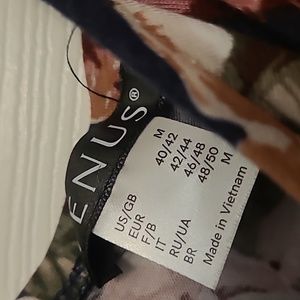 ENUS®
US/GB M
EUR 40/42
F/B 42/44
IT 46/48
RU/UA 48/50
BR M
Made in Vietnam